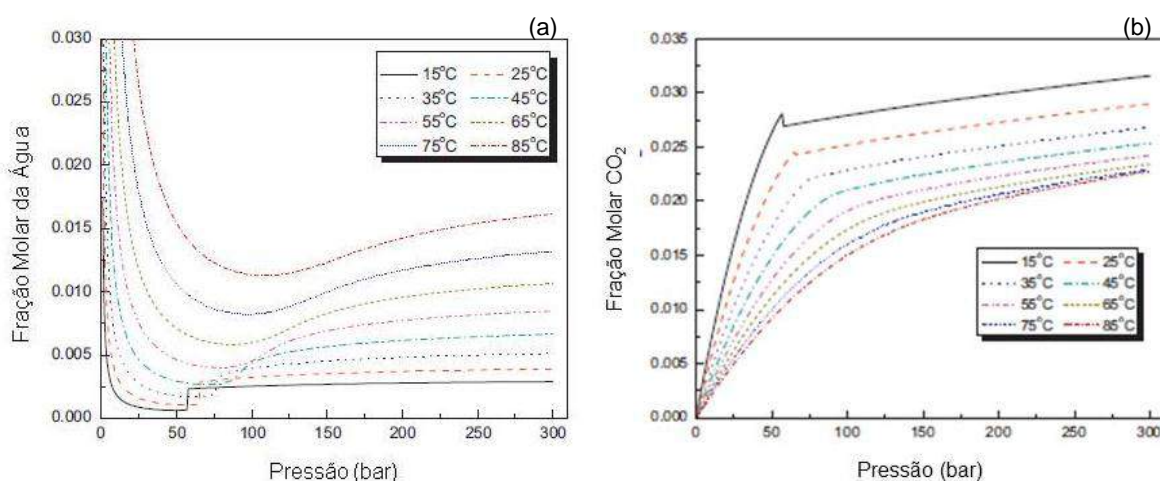 (a)
Fração Molar da Água
0.030
0.025
0.020
0.015
0.010
0.005
0.000
15°C 25°C
35°C 45°C
55°C 65°C
75°C 85°C
0 50 100 150 200 250 300
Pressão (bar)
(b)
Fração Molar CO₂
0.035
0.030
0.025
0.020
0.015
0.010
0.005
0.000
15°C 25°C
35°C 45°C
55°C 65°C
75°C 85°C
0 50 100 150 200 250 300
Pressão (bar)